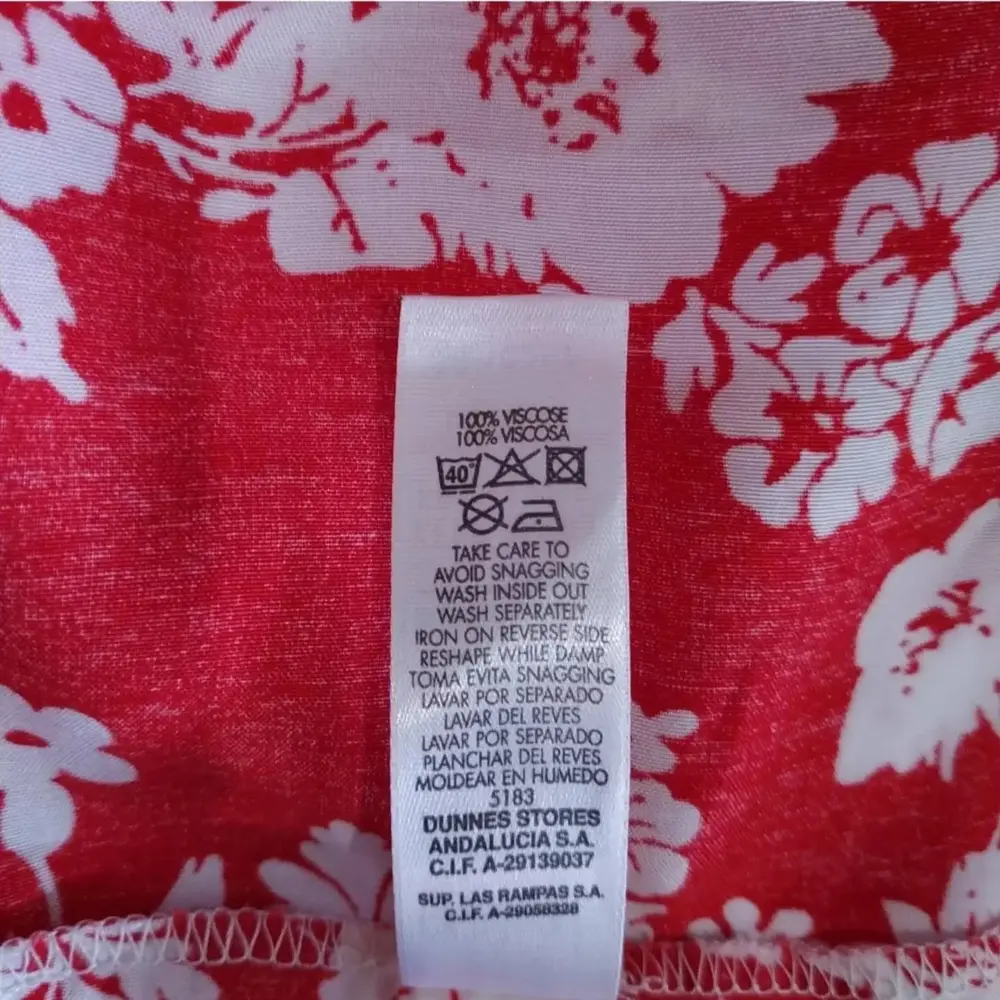 100% VISCOSE
100% VISCOSA
40°
TAKE CARE TO
AVOID SNAGGING
WASH INSIDE OUT
WASH SEPARATELY
IRON ON REVERSE SIDE
RESHAPE WHILE DAMP
TOMA EVITA SNAGGING
LAVAR POR SEPARADO
LAVAR DEL REVES
LAVAR POR SEPARADO
PLANCHAR DEL REVES
MOLDEAR EN HUMEDO
5183
DUNNES STORES
ANDALUCIA S.A.
C.I.F. A-29139037
SUP. LAS RAMPAS S.A.
C.I.F. A-29058328